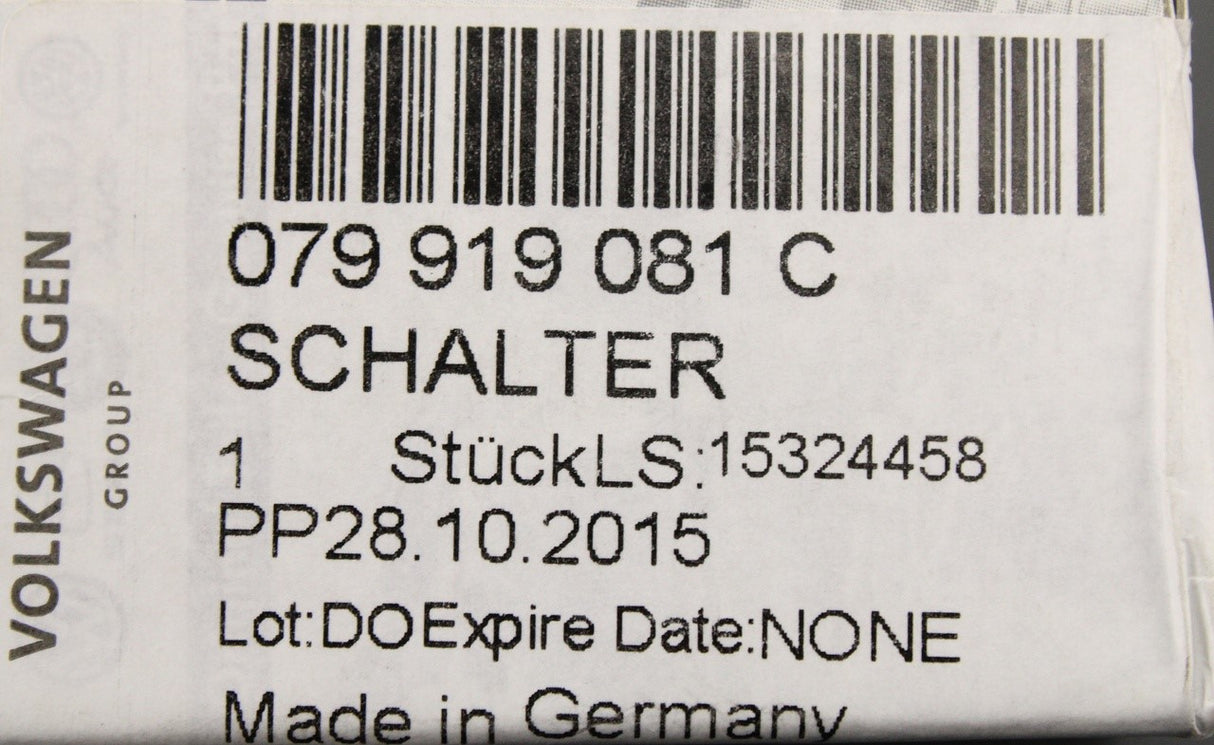 VOLKSWAGEN
GROUP
079 919 081 C
SCHALTER
1 StückLS:15324458
PP28.10.2015
Lot:DOExpire Date:NONE
Made in Germany